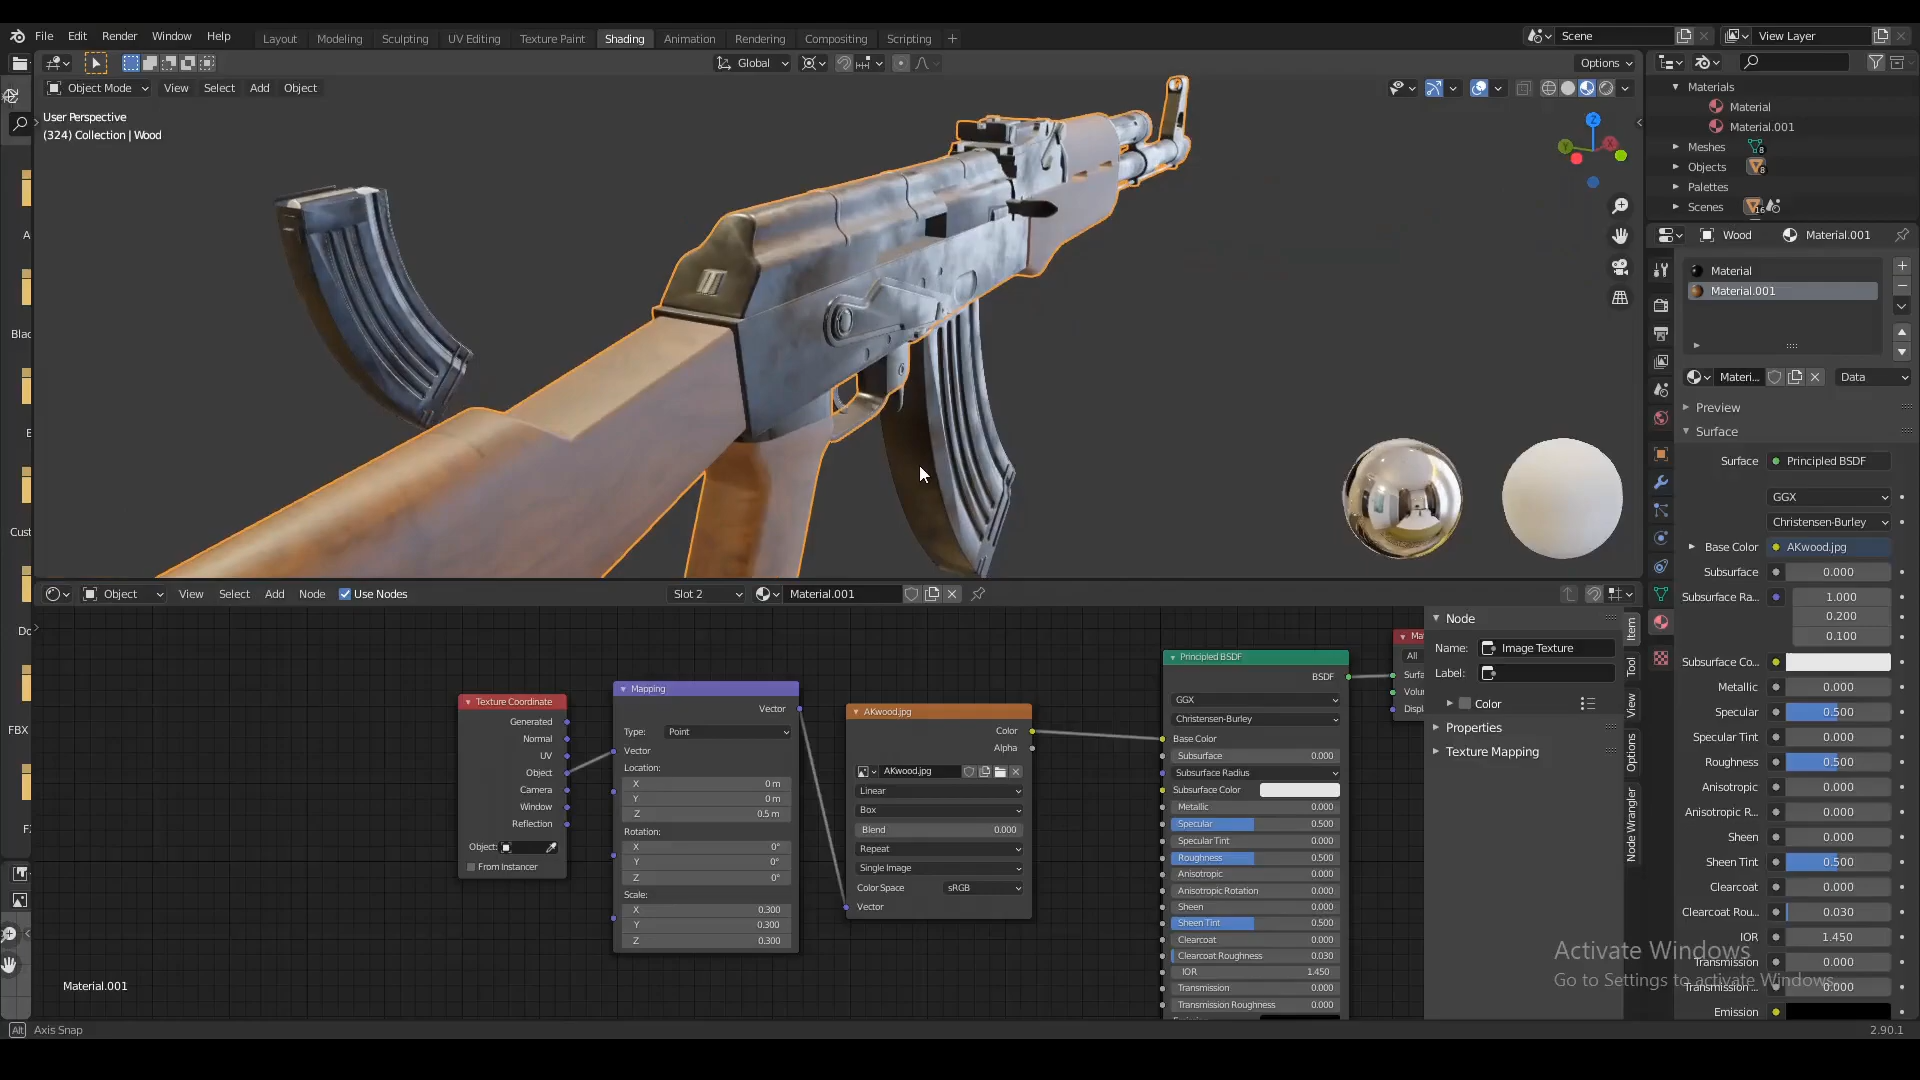 File Edit Render Window Help
Layout Modeling Sculpting UV Editing Texture Paint Shading Animation Rendering Compositing Scripting
Scene
View Layer
Global
Options
Object Mode View Select Add Object
User Perspective
(324) Collection | Wood
A
Blac
E
Cust
Do
FBX
F
Materials
Material
Material.001
Meshes 8
Objects 8
Palettes
Scenes 16
Wood Material.001
Material
Material.001
Materi... Data
Preview
Surface
Surface Principled BSDF
GGX
Christensen-Burley
Base Color AKwood.jpg
Subsurface 0.000
Subsurface Ra... 1.000
0.200
0.100
Subsurface Co...
Metallic 0.000
Specular 0.500
Specular Tint 0.000
Roughness 0.500
Anisotropic 0.000
Anisotropic R... 0.000
Sheen 0.000
Sheen Tint 0.500
Clearcoat 0.000
Clearcoat Rou... 0.030
IOR 1.450
Transmission 0.000
Transmission ... 0.000
Emission
Object View Select Add Node Use Nodes Slot 2 Material.001
Texture Coordinate
Generated
Normal
UV
Object
Camera
Window
Reflection
Object:
From Instancer
Mapping
Vector
Type: Point
Vector
Location:
X 0 m
Y 0 m
Z 0.5 m
Rotation:
X 0°
Y 0°
Z 0°
Scale:
X 0.300
Y 0.300
Z 0.300
AKwood.jpg
Color
Alpha
AKwood.jpg
Linear
Box
Blend 0.000
Repeat
Single Image
Color Space sRGB
Vector
Principled BSDF
BSDF
GGX
Christensen-Burley
Base Color
Subsurface 0.000
Subsurface Radius
Subsurface Color
Metallic 0.000
Specular 0.500
Specular Tint 0.000
Roughness 0.500
Anisotropic 0.000
Anisotropic Rotation 0.000
Sheen 0.000
Sheen Tint 0.500
Clearcoat 0.000
Clearcoat Roughness 0.030
IOR 1.450
Transmission 0.000
Transmission Roughness 0.000
Mat
All
Surfa
Volu
Displ
Node
Name: Image Texture
Label:
Color
Properties
Texture Mapping
Item
Tool
View
Options
Node Wrangler
Material.001
Activate Windows
Go to Settings to activate Windows.
Alt Axis Snap
2.90.1